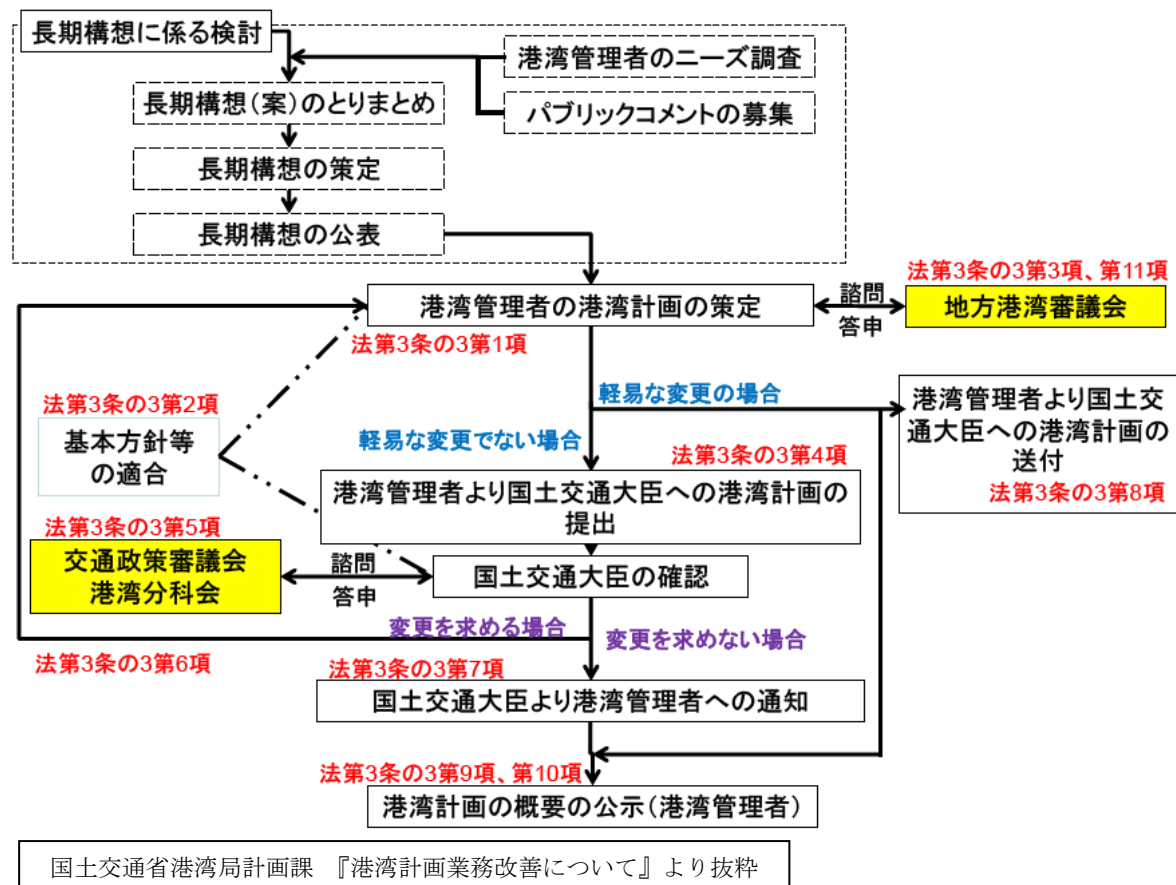 長期構想に係る検討
港湾管理者のニーズ調査
長期構想(案)のとりまとめ
パブリックコメントの募集
長期構想の策定
長期構想の公表
法第3条の3第3項、第11項
港湾管理者の港湾計画の策定
諮問
答申
地方港湾審議会
法第3条の3第1項
軽易な変更の場合
港湾管理者より国土交
通大臣への港湾計画の
送付
法第3条の3第8項
法第3条の3第2項
基本方針等
の適合
軽易な変更でない場合
法第3条の3第4項
港湾管理者より国土交通大臣への港湾計画の
提出
法第3条の3第5項
交通政策審議会
港湾分科会
諮問
答申
国土交通大臣の確認
変更を求める場合
変更を求めない場合
法第3条の3第6項
法第3条の3第7項
国土交通大臣より港湾管理者への通知
法第3条の3第9項、第10項
港湾計画の概要の公示(港湾管理者)
国土交通省港湾局計画課 『港湾計画業務改善について』より抜粋